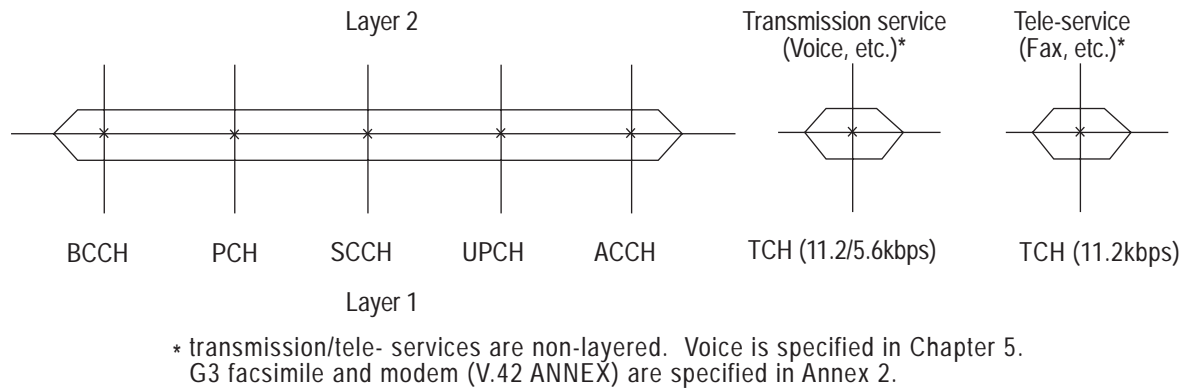 Layer 2
Transmission service
(Voice, etc.)*
Tele-service
(Fax, etc.)*
BCCH
PCH
SCCH
UPCH
ACCH
TCH (11.2/5.6kbps)
TCH (11.2kbps)
Layer 1
* transmission/tele- services are non-layered. Voice is specified in Chapter 5.
G3 facsimile and modem (V.42 ANNEX) are specified in Annex 2.